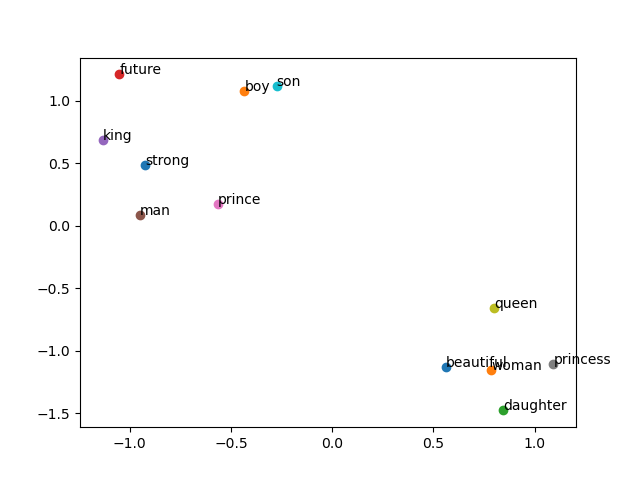 future
boy
son
1.0
king
0.5
strong
prince
man
0.0
−0.5
queen
beautiful
woman
princess
−1.0
daughter
−1.5
−1.0
−0.5
0.0
0.5
1.0